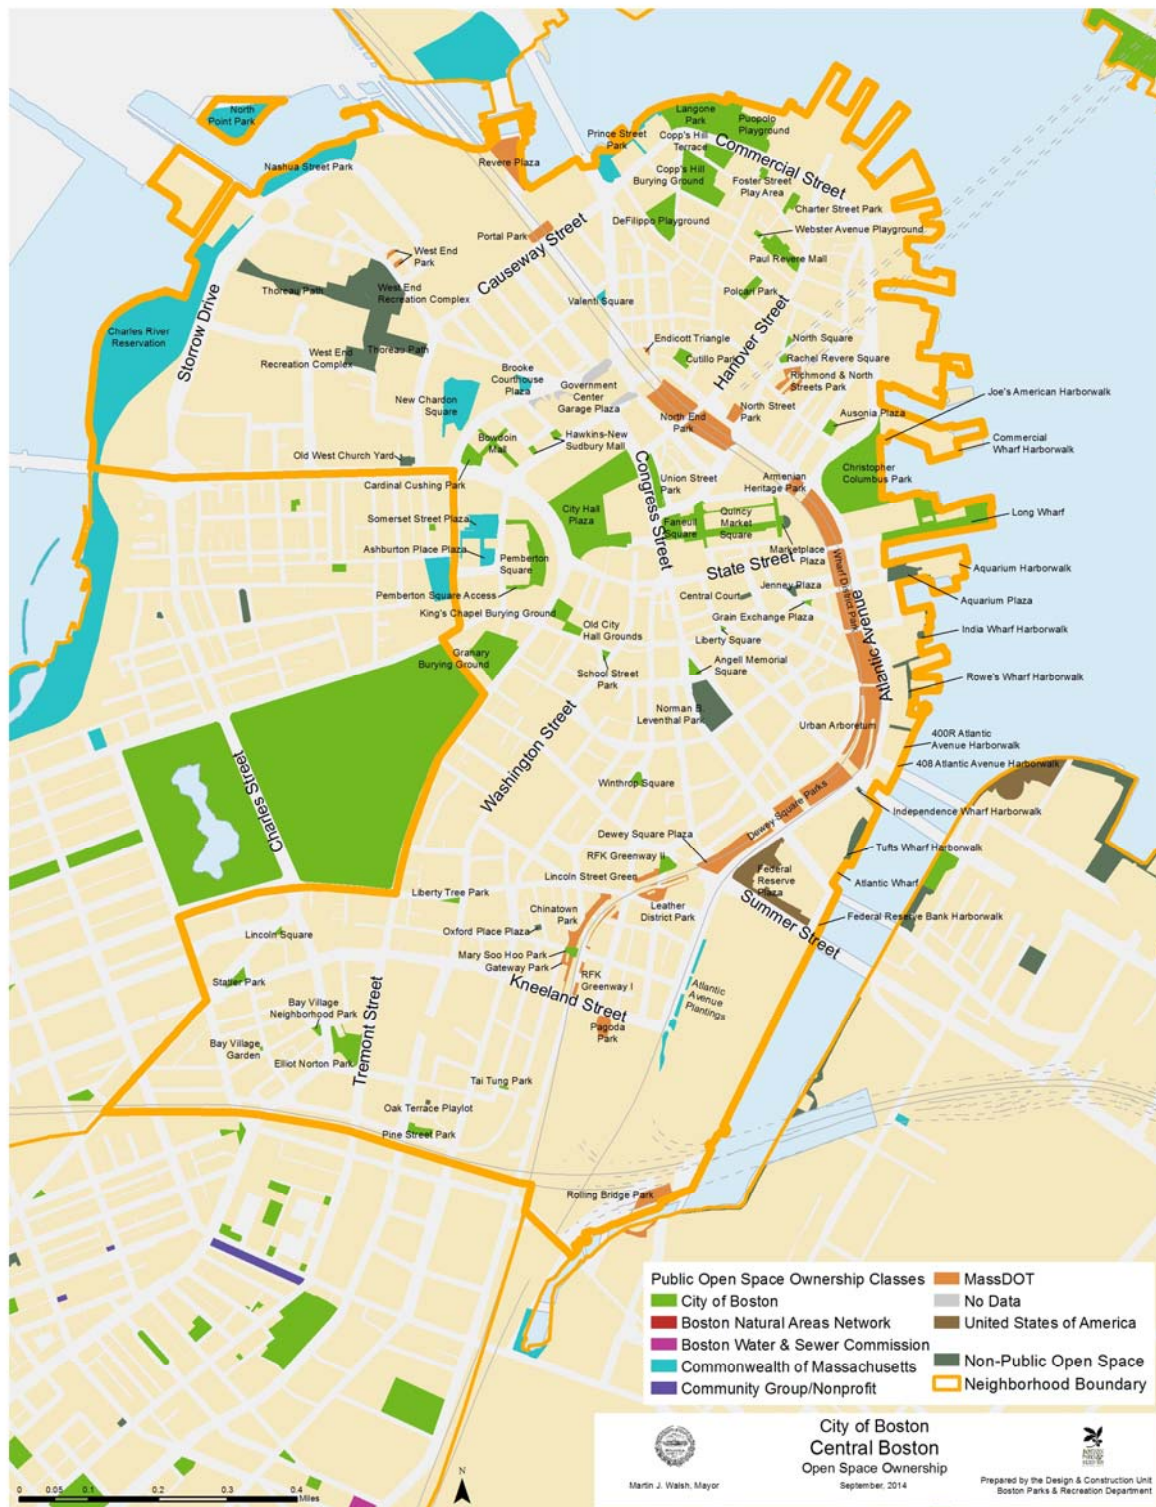 North
Point Park
Nashua Street Park
Revere Plaza
Prince Street
Park
Langone
Park
Puopolo
Playground
Copp's Hill
Terrace
Commercial Street
Copp's Hill
Burying Ground
Foster Street
Play Area
Charter Street Park
DeFilippo Playground
Webster Avenue Playground
Portal Park
Causeway Street
Paul Revere Mall
West End
Park
Thoreau Path
West End
Recreation Complex
Polcari Park
Valenti Square
Hanover Street
Charles River
Reservation
Storrow Drive
West End
Recreation Complex
Thoreau Path
Endicott Triangle
Cutillo Park
North Square
Rachel Revere Square
Richmond & North
Streets Park
Brooke
Courthouse
Plaza
Government
Center
Garage Plaza
New Chardon
Square
North End
Park
North Street
Park
Ausonia Plaza
Joe's American Harborwalk
Commercial
Wharf Harborwalk
Bowdoin
Mall
Hawkins-New
Sudbury Mall
Old West Church Yard
Cardinal Cushing Park
Congress Street
Union Street
Park
Armenian
Heritage Park
Christopher
Columbus Park
Somerset Street Plaza
City Hall
Plaza
Faneuil
Square
Quincy
Market
Square
Long Wharf
Ashburton Place Plaza
Pemberton
Square
Marketplace
Plaza
State Street
Wharf District Park
Aquarium Harborwalk
Pemberton Square Access
Central Court
Jenney Plaza
Aquarium Plaza
King's Chapel Burying Ground
Grain Exchange Plaza
Old City
Hall Grounds
Liberty Square
Atlantic Avenue
India Wharf Harborwalk
Granary
Burying Ground
School Street
Park
Angell Memorial
Square
Rowe's Wharf Harborwalk
Norman B.
Leventhal Park
Urban Arboretum
400R Atlantic
Avenue Harborwalk
Washington Street
Charles Street
408 Atlantic Avenue Harborwalk
Winthrop Square
Dewey Square Parks
Independence Wharf Harborwalk
Dewey Square Plaza
Tufts Wharf Harborwalk
RFK Greenway II
Lincoln Street Green
Federal
Reserve
Plaza
Atlantic Wharf
Liberty Tree Park
Chinatown
Park
Leather
District Park
Summer Street
Federal Reserve Bank Harborwalk
Lincoln Square
Oxford Place Plaza
Mary Soo Hoo Park
Gateway Park
Statler Park
RFK
Greenway I
Kneeland Street
Atlantic
Avenue
Plantings
Bay Village
Neighborhood Park
Tremont Street
Pagoda
Park
Bay Village
Garden
Elliot Norton Park
Tai Tung Park
Oak Terrace Playlot
Pine Street Park
Rolling Bridge Park
Public Open Space Ownership Classes
City of Boston
Boston Natural Areas Network
Boston Water & Sewer Commission
Commonwealth of Massachusetts
Community Group/Nonprofit
MassDOT
No Data
United States of America
Non-Public Open Space
Neighborhood Boundary
City of Boston
Central Boston
Open Space Ownership
September, 2014
Martin J. Walsh, Mayor
Prepared by the Design & Construction Unit
Boston Parks & Recreation Department
N
0 0.05 0.1 0.2 0.3 0.4
Miles